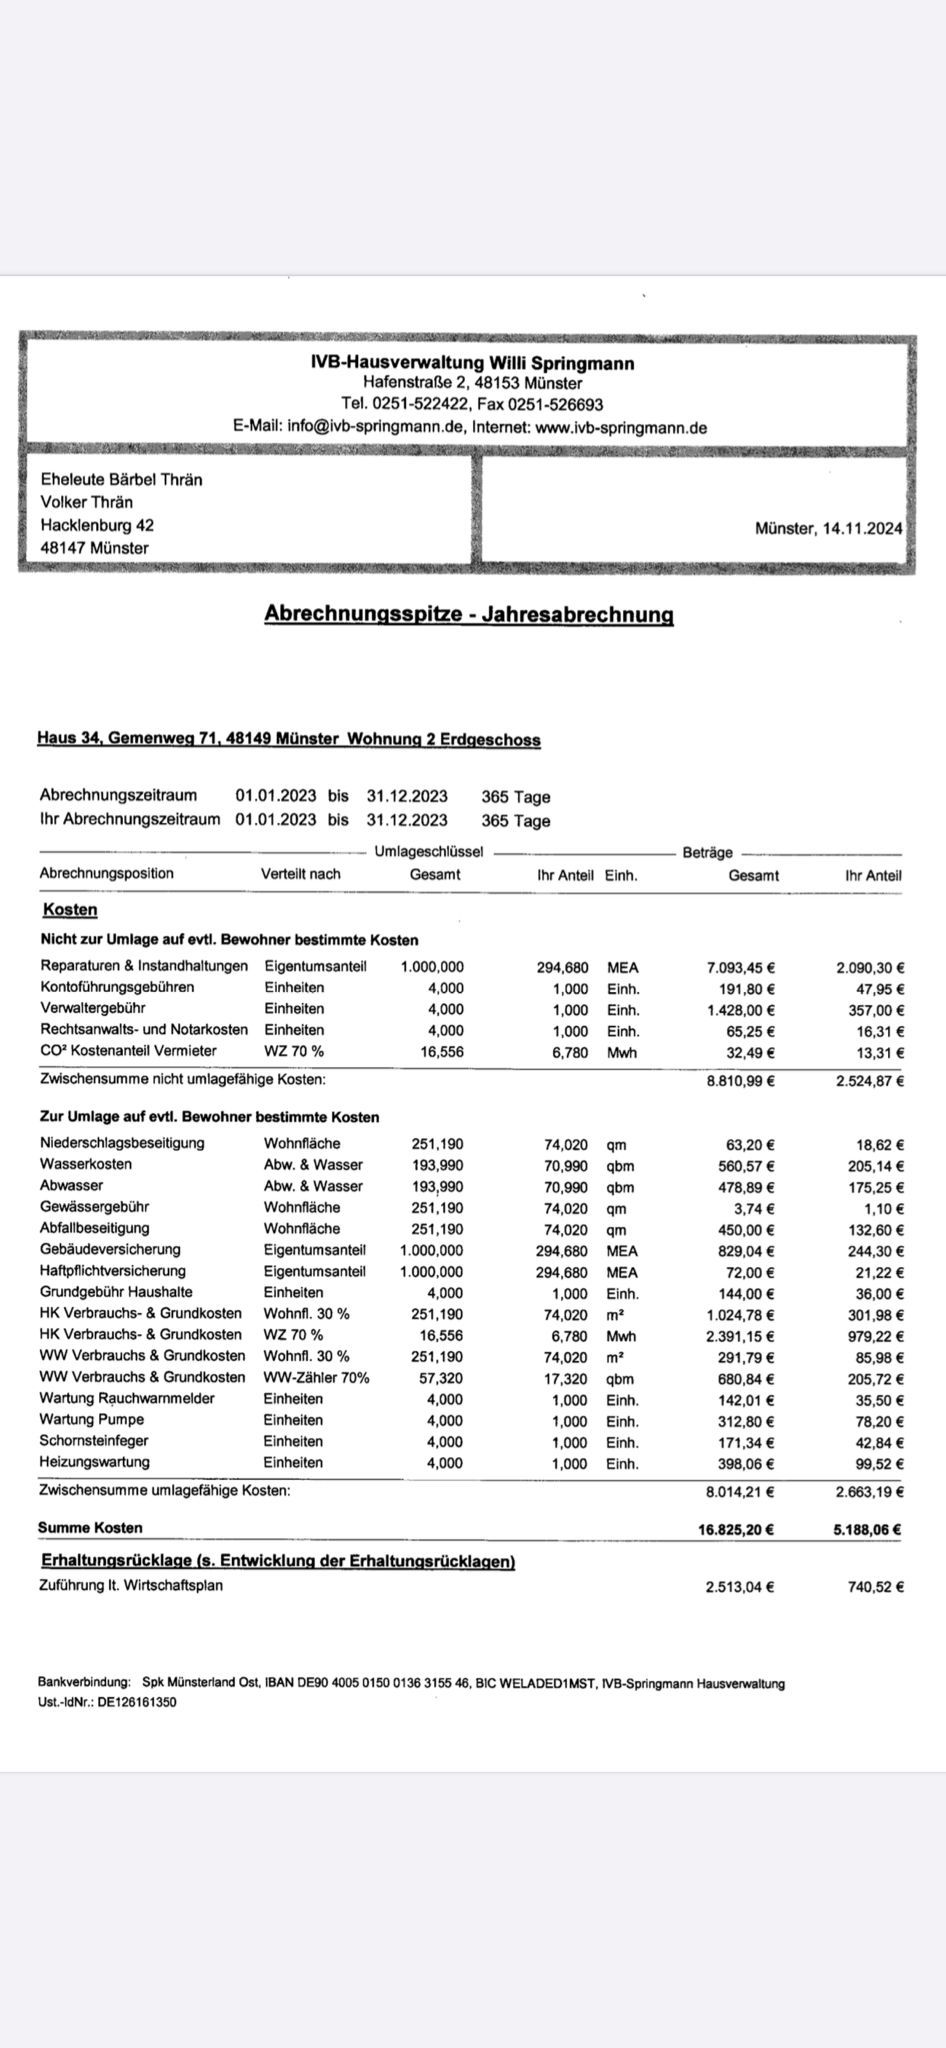 IVB-Hausverwaltung Willi Springmann
Hafenstraße 2, 48153 Münster
Tel. 0251-522422, Fax 0251-526693
E-Mail: info@ivb-springmann.de, Internet: www.ivb-springmann.de
Eheleute Bärbel Thrän
Volker Thrän
Hacklenburg 42
48147 Münster
Münster, 14.11.2024
Abrechnungsspitze - Jahresabrechnung
Haus 34, Gemenweg 71, 48149 Münster Wohnung 2 Erdgeschoss
Abrechnungszeitraum 01.01.2023 bis 31.12.2023 365 Tage
Ihr Abrechnungszeitraum 01.01.2023 bis 31.12.2023 365 Tage
Umlageschlüssel Beträge
Abrechnungsposition Verteilt nach Gesamt Ihr Anteil Einh. Gesamt Ihr Anteil
Kosten
Nicht zur Umlage auf evtl. Bewohner bestimmte Kosten
Reparaturen & Instandhaltungen Eigentumsanteil 1.000,000 294,680 MEA 7.093,45 € 2.090,30 €
Kontoführungsgebühren Einheiten 4,000 1,000 Einh. 191,80 € 47,95 €
Verwaltergebühr Einheiten 4,000 1,000 Einh. 1.428,00 € 357,00 €
Rechtsanwalts- und Notarkosten Einheiten 4,000 1,000 Einh. 65,25 € 16,31 €
CO² Kostenanteil Vermieter WZ 70 % 16,556 6,780 Mwh 32,49 € 13,31 €
Zwischensumme nicht umlagefähige Kosten: 8.810,99 € 2.524,87 €
Zur Umlage auf evtl. Bewohner bestimmte Kosten
Niederschlagsbeseitigung Wohnfläche 251,190 74,020 qm 63,20 € 18,62 €
Wasserkosten Abw. & Wasser 193,990 70,990 qbm 560,57 € 205,14 €
Abwasser Abw. & Wasser 193,990 70,990 qbm 478,89 € 175,25 €
Gewässergebühr Wohnfläche 251,190 74,020 qm 3,74 € 1,10 €
Abfallbeseitigung Wohnfläche 251,190 74,020 qm 450,00 € 132,60 €
Gebäudeversicherung Eigentumsanteil 1.000,000 294,680 MEA 829,04 € 244,30 €
Haftpflichtversicherung Eigentumsanteil 1.000,000 294,680 MEA 72,00 € 21,22 €
Grundgebühr Haushalte Einheiten 4,000 1,000 Einh. 144,00 € 36,00 €
HK Verbrauchs- & Grundkosten Wohnfl. 30 % 251,190 74,020 m² 1.024,78 € 301,98 €
HK Verbrauchs- & Grundkosten WZ 70 % 16,556 6,780 Mwh 2.391,15 € 979,22 €
WW Verbrauchs & Grundkosten Wohnfl. 30 % 251,190 74,020 m² 291,79 € 85,98 €
WW Verbrauchs & Grundkosten WW-Zähler 70% 57,320 17,320 qbm 680,84 € 205,72 €
Wartung Rauchwarnmelder Einheiten 4,000 1,000 Einh. 142,01 € 35,50 €
Wartung Pumpe Einheiten 4,000 1,000 Einh. 312,80 € 78,20 €
Schornsteinfeger Einheiten 4,000 1,000 Einh. 171,34 € 42,84 €
Heizungswartung Einheiten 4,000 1,000 Einh. 398,06 € 99,52 €
Zwischensumme umlagefähige Kosten: 8.014,21 € 2.663,19 €
Summe Kosten 16.825,20 € 5.188,06 €
Erhaltungsrücklage (s. Entwicklung der Erhaltungsrücklagen)
Zuführung lt. Wirtschaftsplan 2.513,04 € 740,52 €
Bankverbindung: Spk Münsterland Ost, IBAN DE90 4005 0150 0136 3155 46, BIC WELADED1MST, IVB-Springmann Hausverwaltung
Ust.-IdNr.: DE126161350